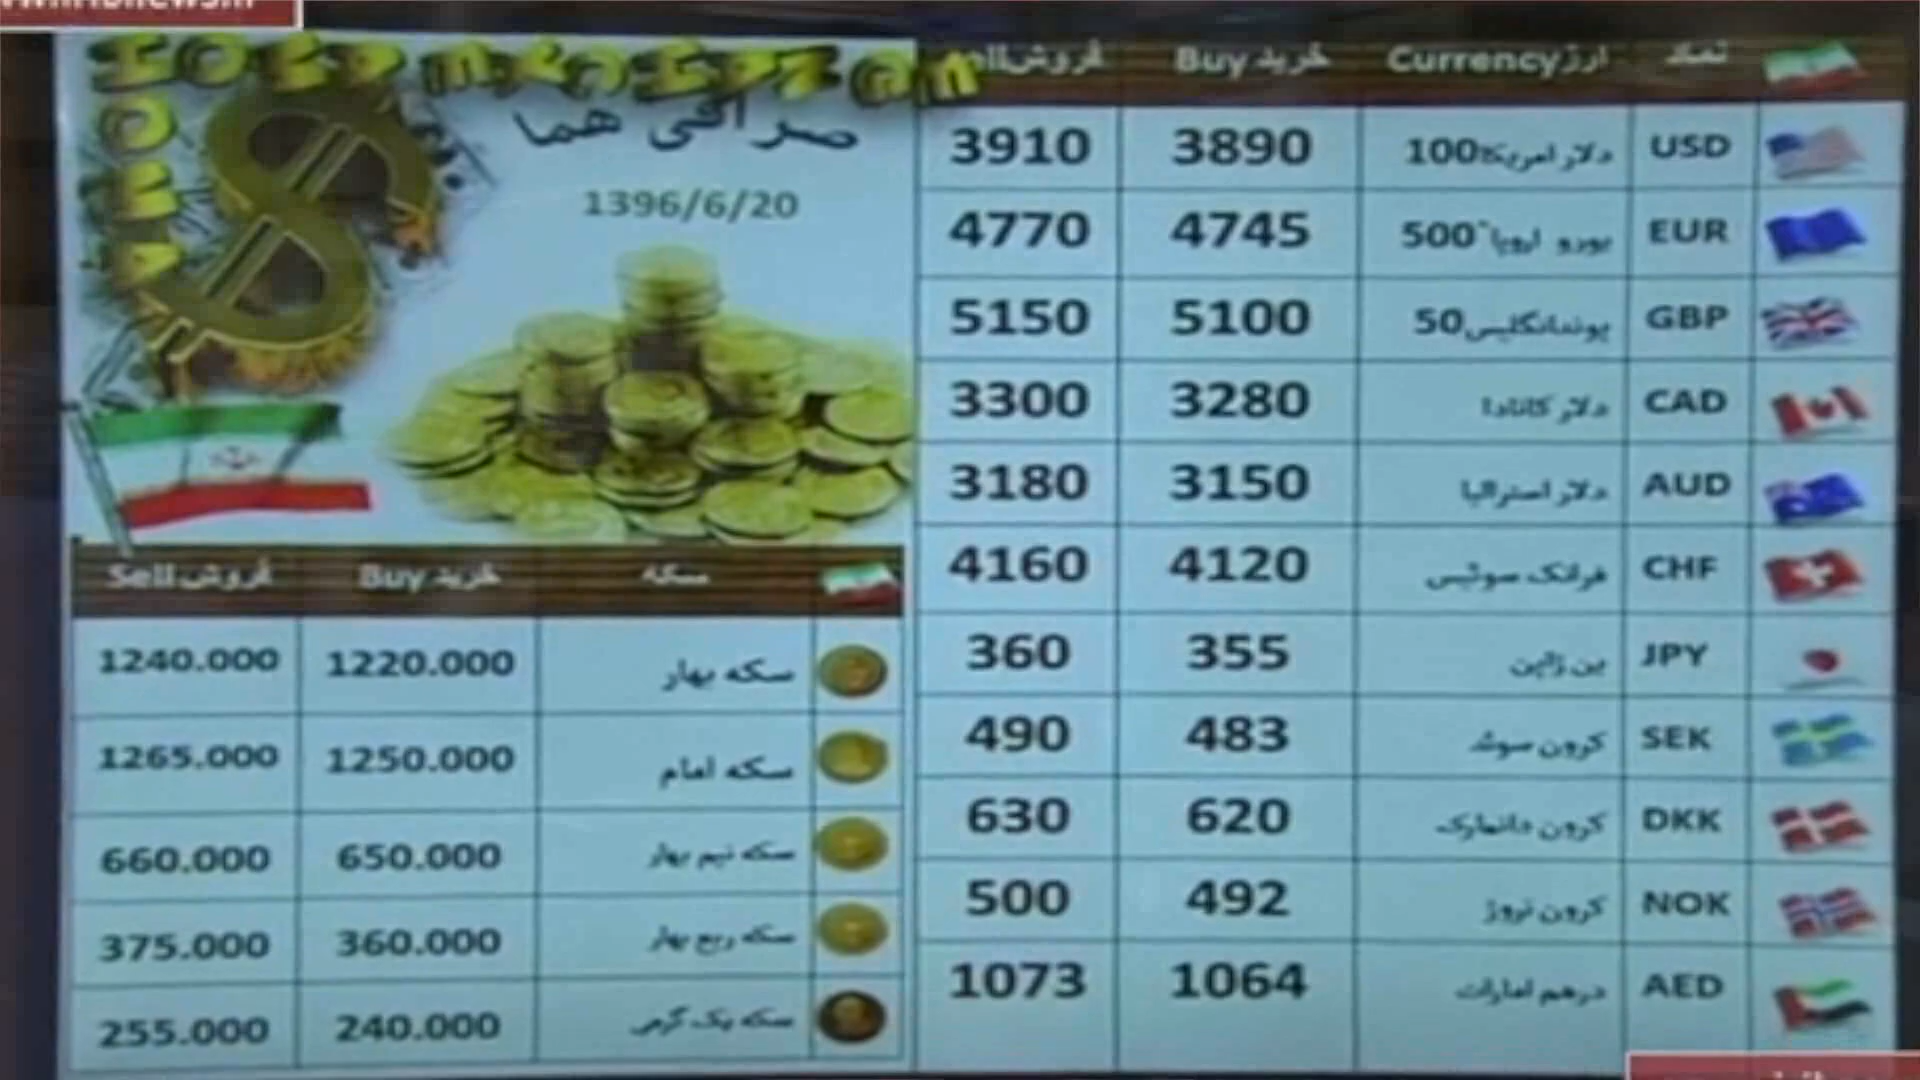 صرافی هما
1396/6/20
نماد ارز Currency خرید Buy فروش
USD دلار امریکا 100 3890 3910
EUR یورو اروپا 500 4745 4770
GBP پوند انگلیس 50 5100 5150
CAD دلار کانادا 3280 3300
AUD دلار استرالیا 3150 3180
CHF فرانک سوئیس 4120 4160
JPY ین ژاپن 355 360
SEK کرون سوئد 483 490
DKK کرون دانمارک 620 630
NOK کرون نروژ 492 500
AED درهم امارات 1064 1073
سکه خرید Buy فروش Sell
سکه بهار 1220.000 1240.000
سکه امام 1250.000 1265.000
سکه نیم بهار 650.000 660.000
سکه ربع بهار 360.000 375.000
سکه یک گرمی 240.000 255.000